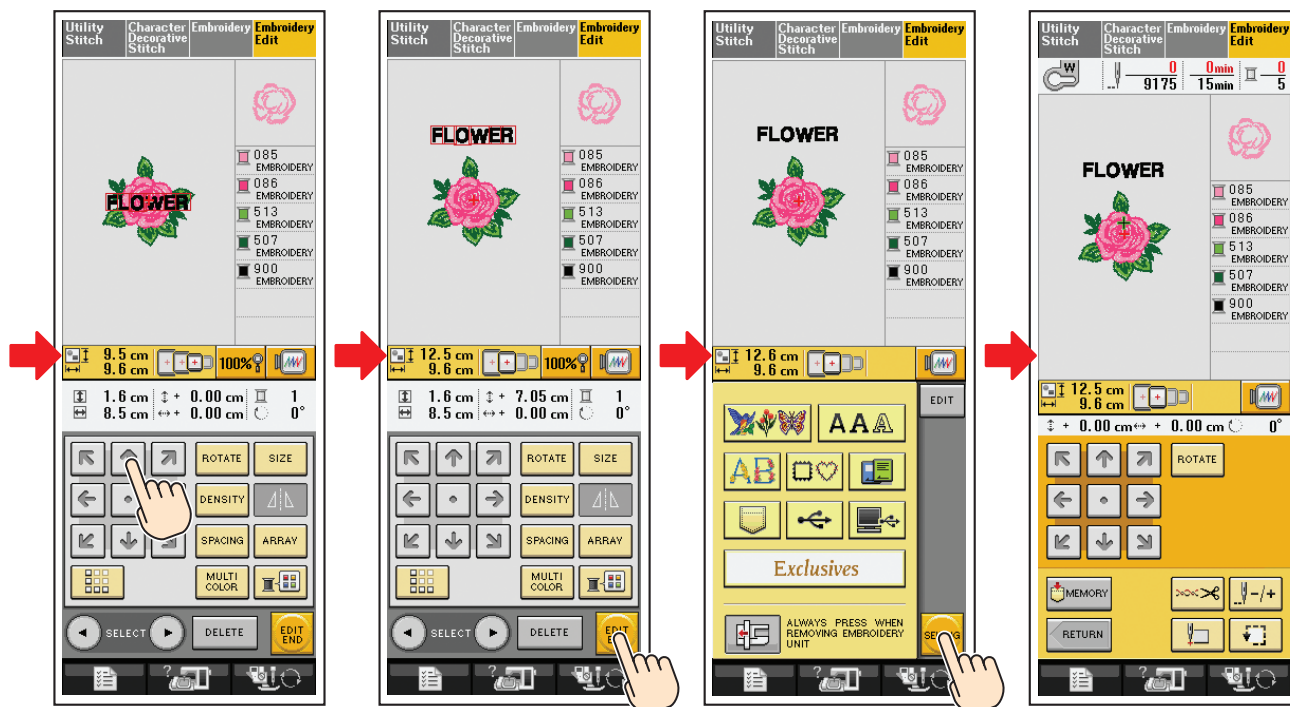 Utility Stitch
Character Decorative Stitch
Embroidery
Embroidery Edit
085
EMBROIDERY
086
EMBROIDERY
FLOWER
513
EMBROIDERY
507
EMBROIDERY
900
EMBROIDERY
9.5 cm
9.6 cm
100%
1.6 cm + 0.00 cm 1
8.5 cm + 0.00 cm 0°
ROTATE SIZE
DENSITY
SPACING ARRAY
MULTI COLOR
SELECT DELETE EDIT END
?
Utility Stitch
Character Decorative Stitch
Embroidery
Embroidery Edit
FLOWER
085
EMBROIDERY
086
EMBROIDERY
513
EMBROIDERY
507
EMBROIDERY
900
EMBROIDERY
12.5 cm
9.6 cm
100%
1.6 cm + 7.05 cm 1
8.5 cm + 0.00 cm 0°
ROTATE SIZE
DENSITY
SPACING ARRAY
MULTI COLOR
SELECT DELETE
?
Utility Stitch
Character Decorative Stitch
Embroidery
Embroidery Edit
FLOWER
085
EMBROIDERY
086
EMBROIDERY
513
EMBROIDERY
507
EMBROIDERY
900
EMBROIDERY
12.6 cm
9.6 cm
EDIT
AAA
AB
Exclusives
ALWAYS PRESS WHEN
REMOVING EMBROIDERY
UNIT
?
Utility Stitch
Character Decorative Stitch
Embroidery
Embroidery Edit
W
0
9175
0min
15min
0
5
FLOWER
085
EMBROIDERY
086
EMBROIDERY
513
EMBROIDERY
507
EMBROIDERY
900
EMBROIDERY
12.5 cm
9.6 cm
+ 0.00 cm + 0.00 cm 0°
ROTATE
MEMORY
-/+
RETURN
?